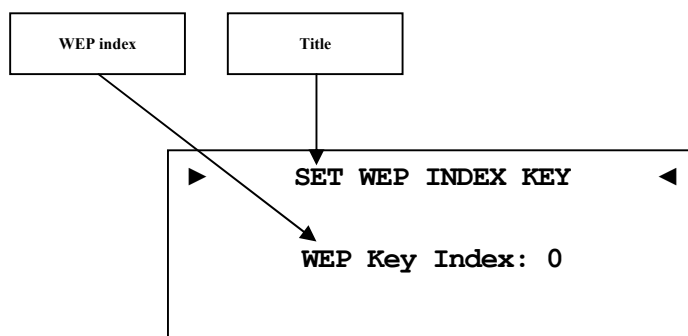 WEP index
Title
► SET WEP INDEX KEY ◄
WEP Key Index: 0